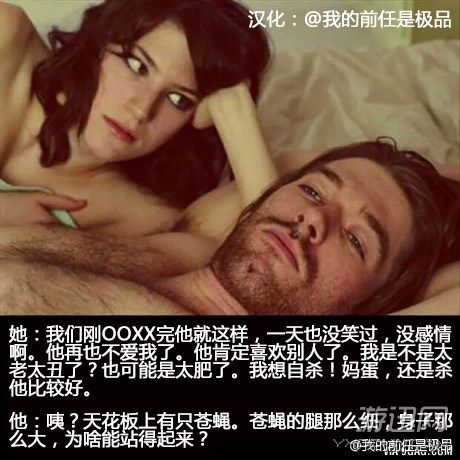 汉化：@我的前任是极品
她：我们刚OOXX完他就这样，一天也没笑过，没感情
啊。他再也不爱我了。他肯定喜欢别人了。我是不是太
老太丑了？也可能是太肥了。我想自杀！妈蛋，还是杀
他比较好。
他：咦？天花板上有只苍蝇。苍蝇的腿那么细，身子那
么大，为啥能站得起来？
游迅网
@我的前任是极品